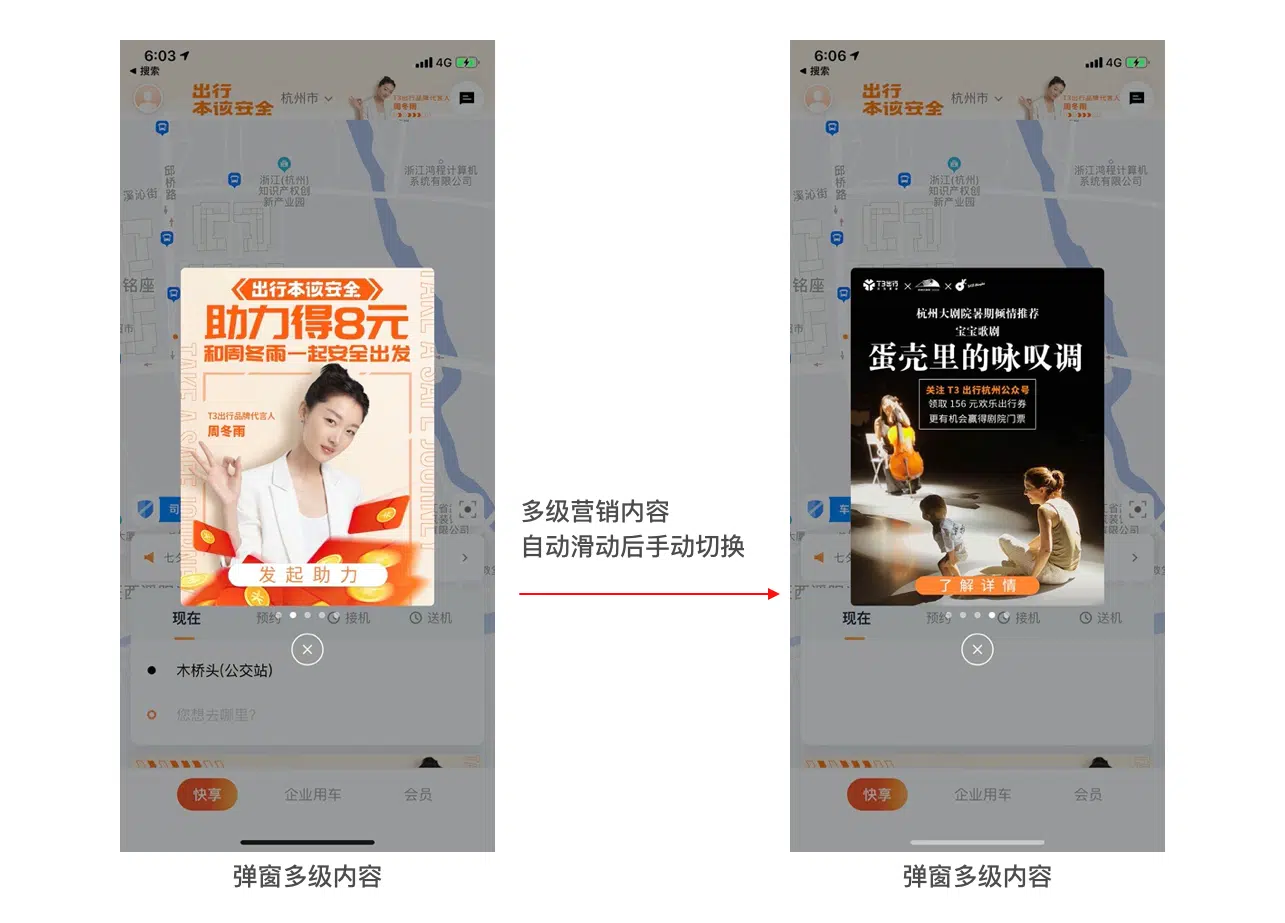 6:03
4G
搜索
出行
本该安全
杭州市
T3出行品牌代言人
周冬雨
邱桥路
溪沁街
浙江(杭州)
知识产权创
新产业园
浙江鸿程计算机
系统有限公司
铭座
出行本该安全
助力得8元
和周冬雨一起安全出发
TAKE A SAFE JOURNEY
T3出行品牌代言人
周冬雨
发起助力
司
七夕
现在
预约
接机
送机
木桥头(公交站)
您想去哪里?
快享
企业用车
会员
弹窗多级内容
多级营销内容
自动滑动后手动切换
6:06
4G
搜索
出行
本该安全
杭州市
T3出行品牌代言人
周冬雨
邱桥路
溪沁街
浙江(杭州)
知识产权创
新产业园
浙江鸿程计算机
系统有限公司
铭座
T3出行
杭州大剧院暑期倾情推荐
宝宝歌剧
蛋壳里的咏叹调
关注 T3 出行杭州公众号
领取 156 元欢乐出行券
更有机会赢得剧院门票
了解详情
车
七
现在
预约
接机
送机
快享
企业用车
会员
弹窗多级内容